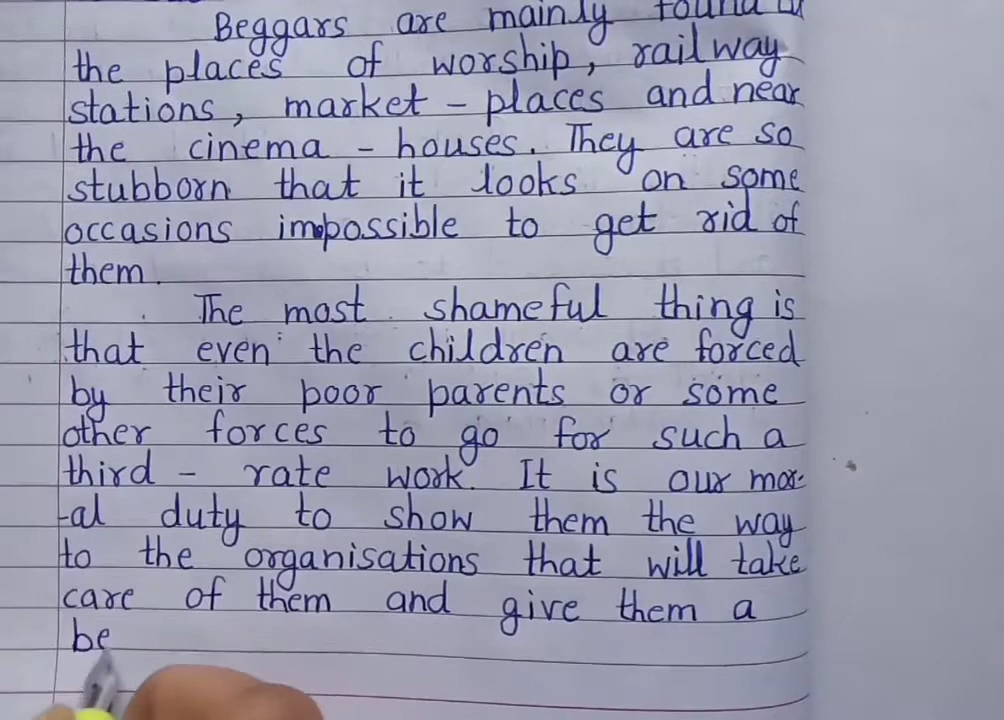 Beggars are mainly found
the places of worship, railway
stations, market - places and near
the cinema - houses. They are so
stubborn that it looks on some
occasions impossible to get rid of
them.
The most shameful thing is
that even the children are forced
by their poor parents or some
other forces to go for such a
third - rate work. It is our mor-
-al duty to show them the way
to the organisations that will take
care of them and give them a
be